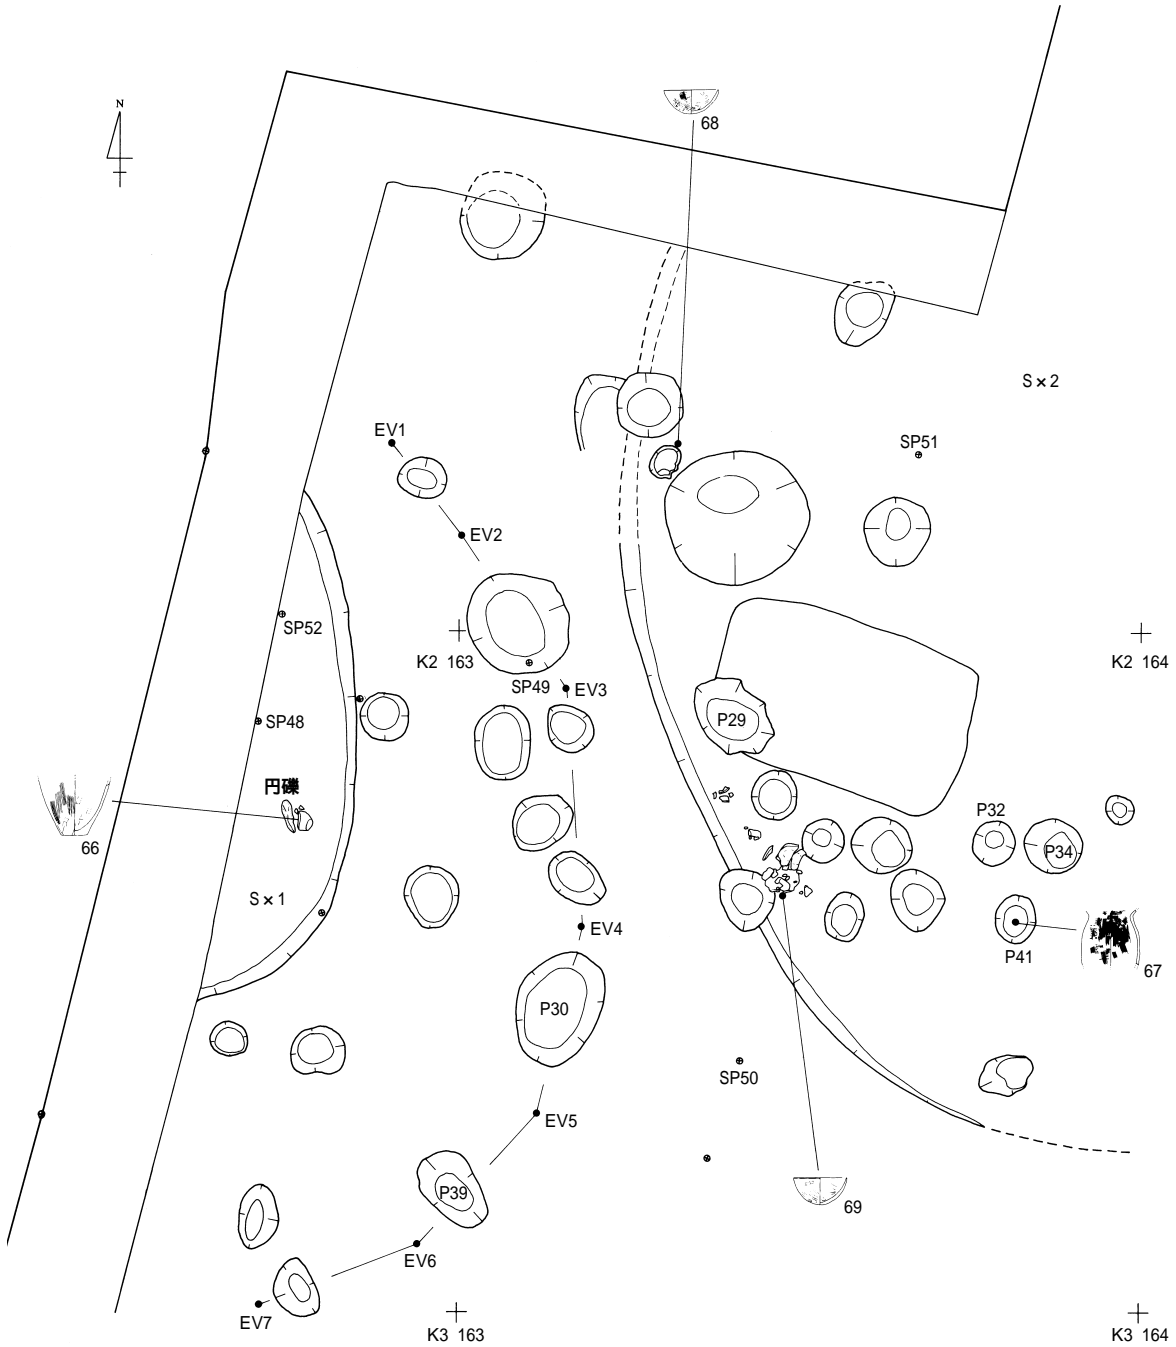 N
68
S×2
EV1
SP51
EV2
SP52
K2 163
K2 164
SP49
EV3
SP48
P29
円礫
66
P32
P34
S×1
EV4
P41
67
P30
SP50
EV5
P39
69
EV6
EV7
K3 163
K3 164